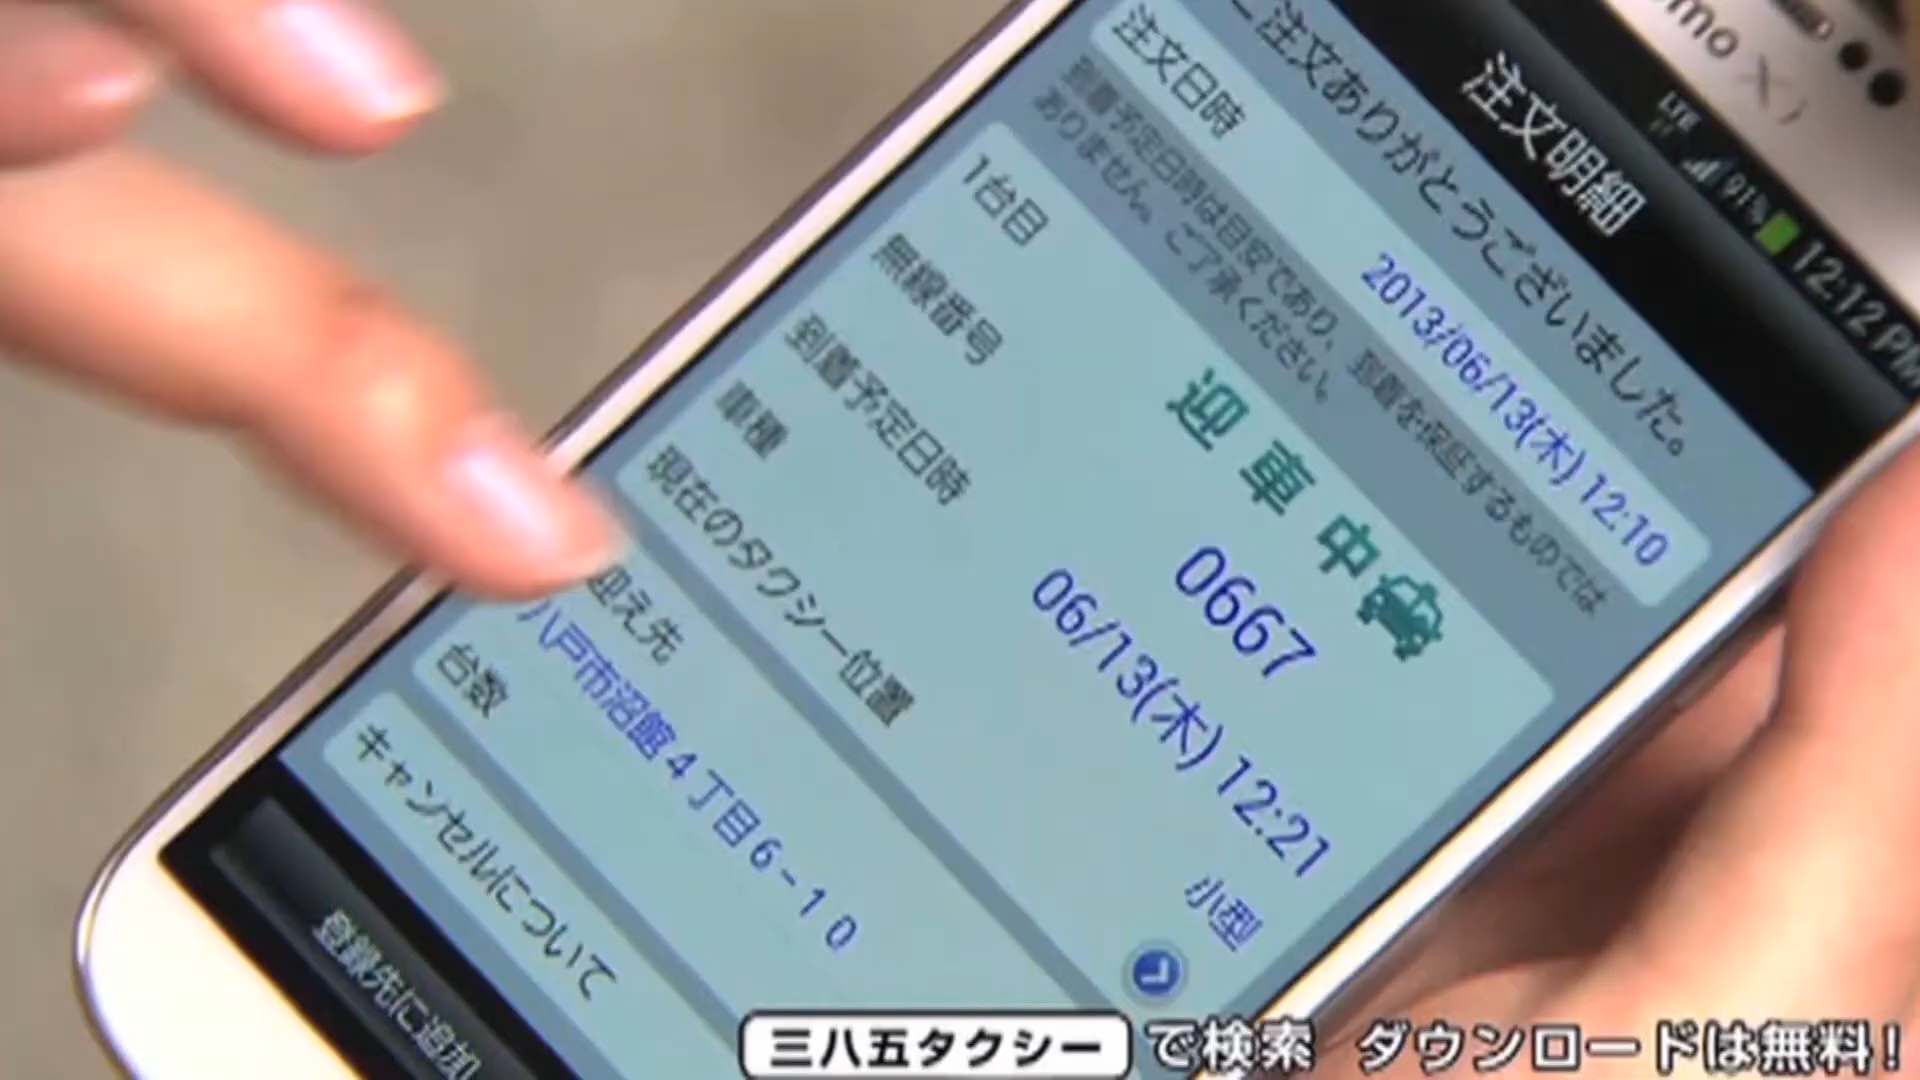 LTE 91% 12:12 PM
注文明細
ご注文ありがとうございました。
注文日時 2013/06/13(木) 12:10
到着予定日時は目安であり、到着を保証するものでは
ありません。ご了承ください。
1台目 迎車中
無線番号 0667
到着予定日時 06/13(木) 12:21
車種 小型
現在のタクシー位置
迎え先
八戸市沼館4丁目6-10
台数
キャンセルについて
登録先に追加
三八五タクシー で検索 ダウンロードは無料!